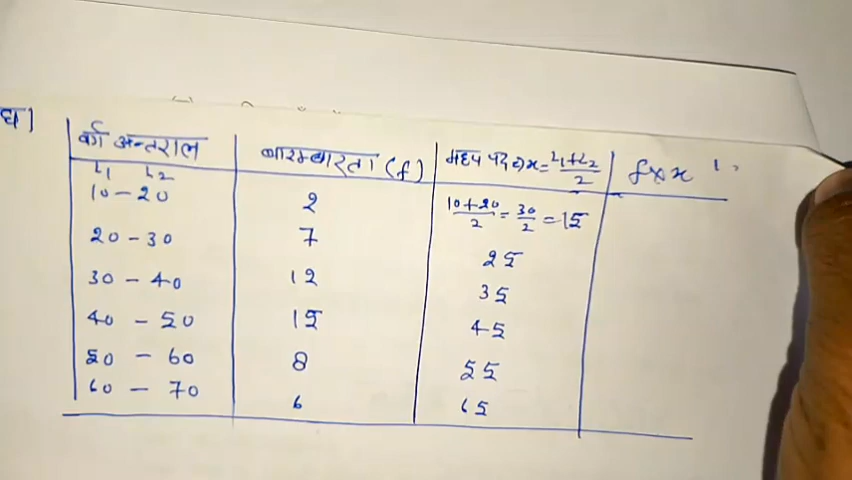 घ।
वर्ग अन्तराल बारम्बारता (f) मध्य पद x = L1+L2/2 f×x
L1 L2
10-20 2 10+20/2 = 30/2 = 15
20-30 7 25
30-40 12 35
40-50 15 45
50-60 8 55
60-70 6 65